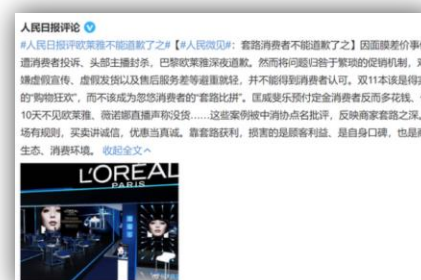 人民日报评论
#人民日报评欧莱雅不能道歉了之#【#人民微见#：套路消费者不能道歉了之】因面膜差价事
遭消费者投诉、头部主播封杀，巴黎欧莱雅深夜道歉。然而将问题归咎于繁琐的促销机制，
嫌虚假宣传、虚假发货以及售后服务差等避重就轻，并不能得到消费者认可。双11本该是得
的“购物狂欢”，而不该成为忽悠消费者的“套路比拼”。匡威斐乐预付定金消费者反而多花钱、
10天不见欧莱雅、薇诺娜直播声称没货……这些案例被中消协点名批评，反映商家套路之深。
场有规则，买卖讲诚信，优惠当真诚。靠套路获利，损害的是顾客利益、是自身口碑，也是
生态、消费环境。 收起全文
L'ORÉAL
PARIS